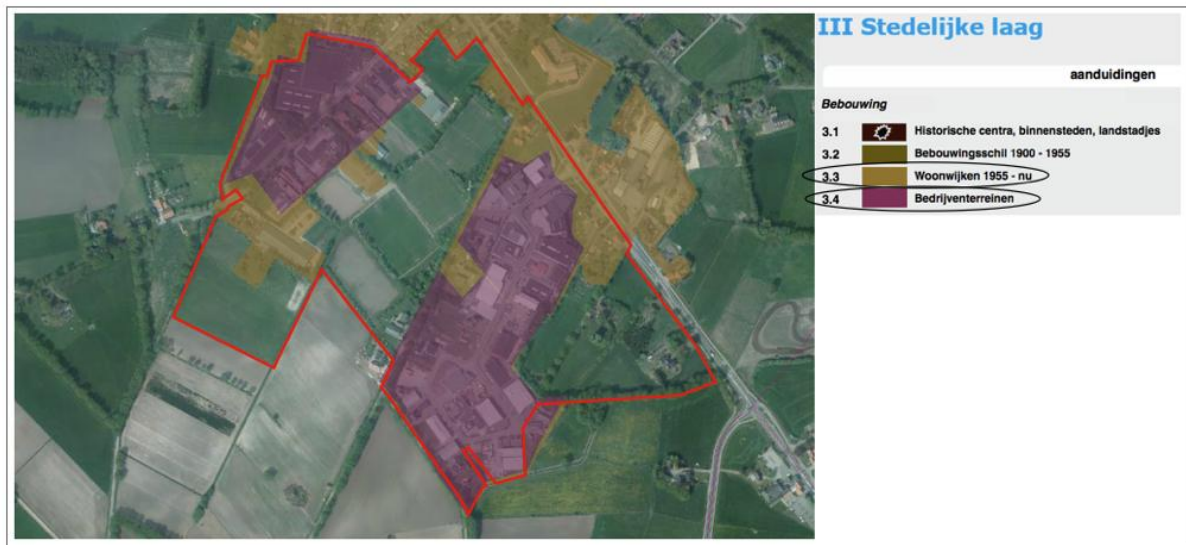 III Stedelijke laag
aanduidingen
Bebouwing
3.1 Historische centra, binnensteden, landstadjes
3.2 Bebouwingsschil 1900 - 1955
3.3 Woonwijken 1955 - nu
3.4 Bedrijventerreinen